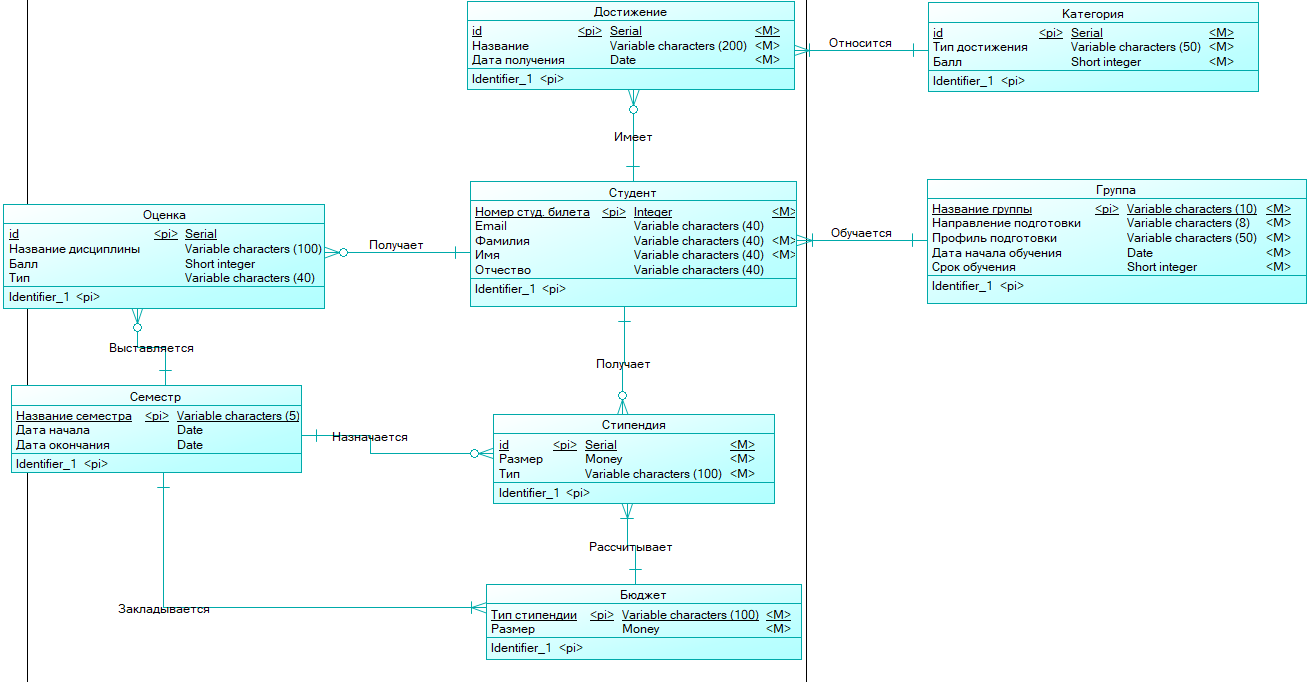 Достижение
id <pi> Serial <M>
Название Variable characters (200) <M>
Дата получения Date <M>
Identifier_1 <pi>
Относится
Категория
id <pi> Serial <M>
Тип достижения Variable characters (50) <M>
Балл Short integer <M>
Identifier_1 <pi>
Имеет
Студент
Номер студ. билета <pi> Integer <M>
Email Variable characters (40)
Фамилия Variable characters (40) <M>
Имя Variable characters (40) <M>
Отчество Variable characters (40)
Identifier_1 <pi>
Обучается
Группа
Название группы <pi> Variable characters (10) <M>
Направление подготовки Variable characters (8) <M>
Профиль подготовки Variable characters (50) <M>
Дата начала обучения Date <M>
Срок обучения Short integer <M>
Identifier_1 <pi>
Оценка
id <pi> Serial
Название дисциплины Variable characters (100)
Балл Short integer
Тип Variable characters (40)
Identifier_1 <pi>
Получает
Выставляется
Получает
Семестр
Название семестра <pi> Variable characters (5)
Дата начала Date
Дата окончания Date
Identifier_1 <pi>
Назначается
Стипендия
id <pi> Serial <M>
Размер Money <M>
Тип Variable characters (100) <M>
Identifier_1 <pi>
Рассчитывает
Закладывается
Бюджет
Тип стипендии <pi> Variable characters (100) <M>
Размер Money <M>
Identifier_1 <pi>